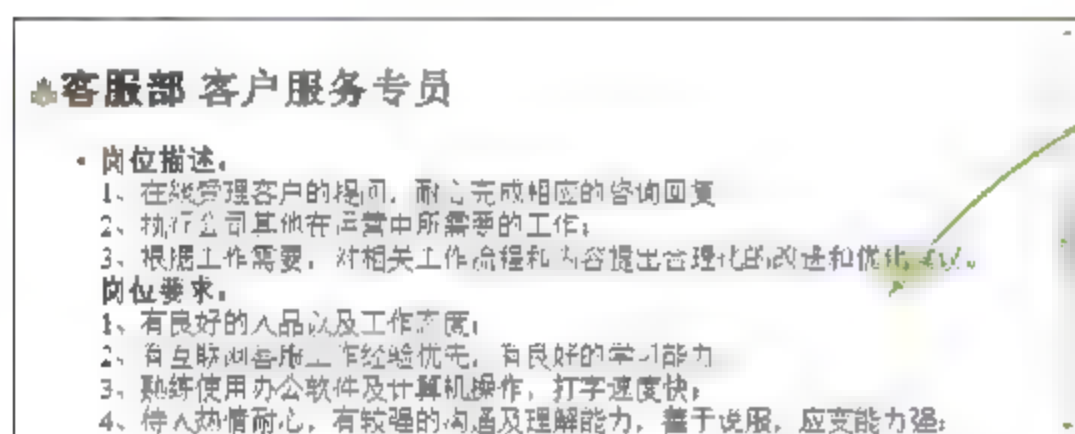 客服部 客户服务专员
岗位描述：
1、在线受理客户的提问，耐心完成相应的咨询回复
2、执行公司其他在运营中所需要的工作；
3、根据工作需要，对相关工作流程和内容提出合理化的改进和优化
岗位要求：
1、有良好的人品以及工作态度；
2、有互联网客服工作经验优先，有良好的学习能力
3、熟练使用办公软件及计算机操作，打字速度快；
4、待人热情耐心，有较强的沟通及理解能力，善于说服，应变能力强；